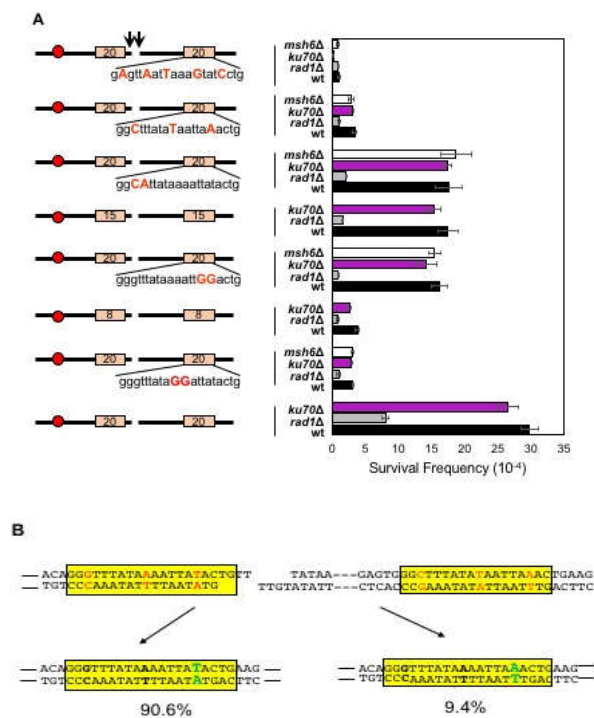 A
20 20
gAgttAatTaaaGtatCctg
msh6Δ
ku70Δ
rad1Δ
wt
20 20
ggCtttataTaattaAactg
msh6Δ
ku70Δ
rad1Δ
wt
20 20
ggCAttataaaattatactg
msh6Δ
ku70Δ
rad1Δ
wt
15 15
ku70Δ
rad1Δ
wt
20 20
gggtttataaaattGGactg
msh6Δ
ku70Δ
rad1Δ
wt
8 8
ku70Δ
rad1Δ
wt
20 20
gggtttataGGattatactg
msh6Δ
ku70Δ
rad1Δ
wt
20 20
ku70Δ
rad1Δ
wt
0 5 10 15 20 25 30 35
Survival Frequency (10-4)
B
ACAGGGTTTATAAAATTATACTGTT TATAA---GAGTGGGCTTTATATAATTAAACTGAAG
TGTCCCAAATATTTTAATATG TTGTATATT---CTCACCCGAAATATATTAATTTGACTTC
ACAGGGTTTATAAAATTATACTGAAG ACAGGGTTTATAAAATTAAACTGAAG
TGTCCCAAATATTTTAATATGACTTC TGTCCCAAATATTTTAATTTGACTTC
90.6% 9.4%